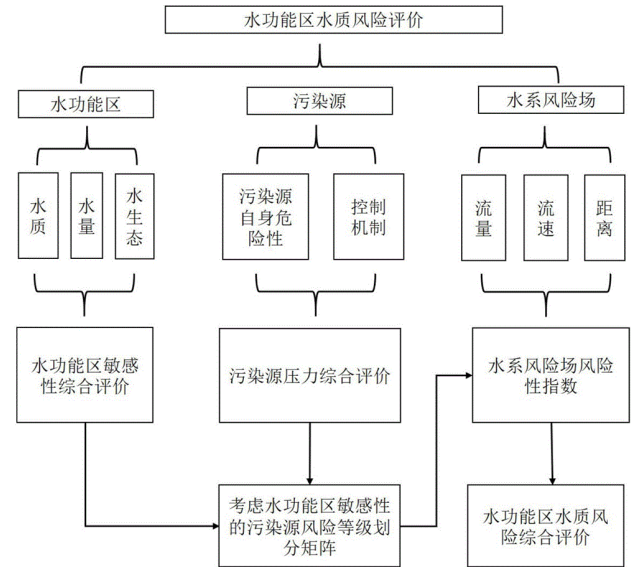 水功能区水质风险评价
水功能区
污染源
水系风险场
水质
水量
水生态
污染源
自身危
险性
控制
机制
流量
流速
距离
水功能区敏感
性综合评价
污染源压力综合评价
水系风险场风险
性指数
考虑水功能区敏感性
的污染源风险等级划
分矩阵
水功能区水质风
险综合评价